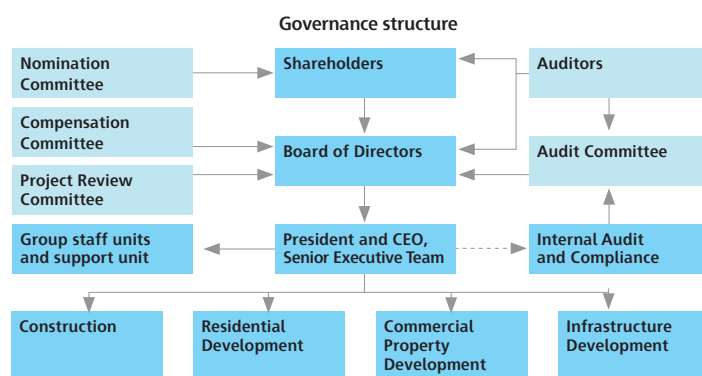 Governance structure
Nomination
Committee
Shareholders
Auditors
Compensation
Committee
Board of Directors
Audit Committee
Project Review
Committee
Group staff units
and support unit
President and CEO,
Senior Executive Team
Internal Audit
and Compliance
Construction
Residential
Development
Commercial
Property
Development
Infrastructure
Development